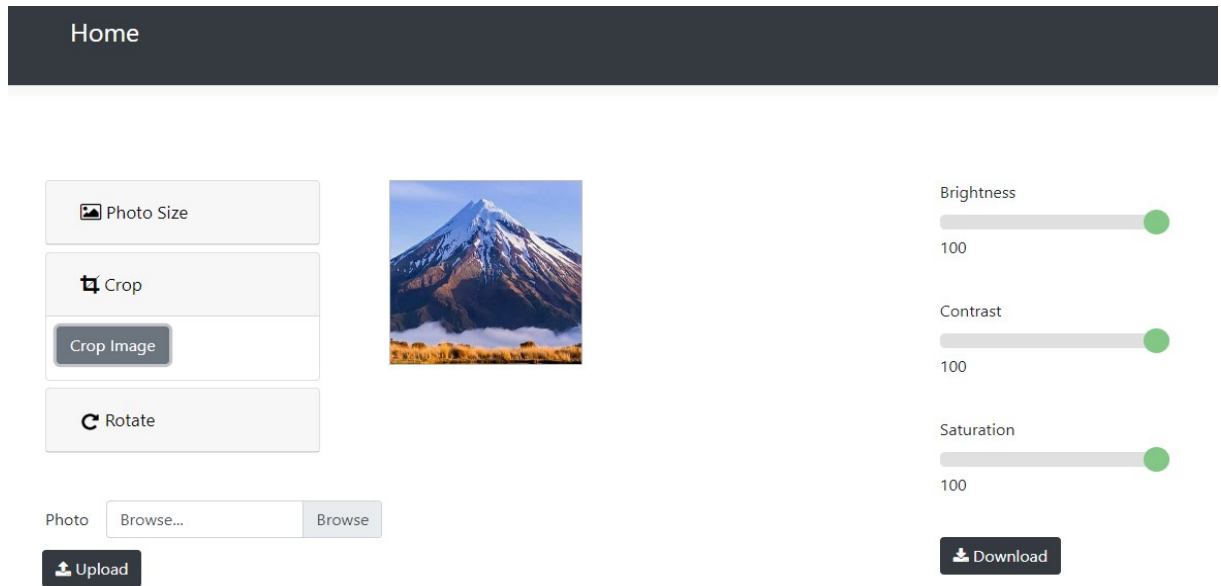 Home
Photo Size
Crop
Crop Image
Rotate
Photo Browse... Browse
Upload
Brightness
100
Contrast
100
Saturation
100
Download